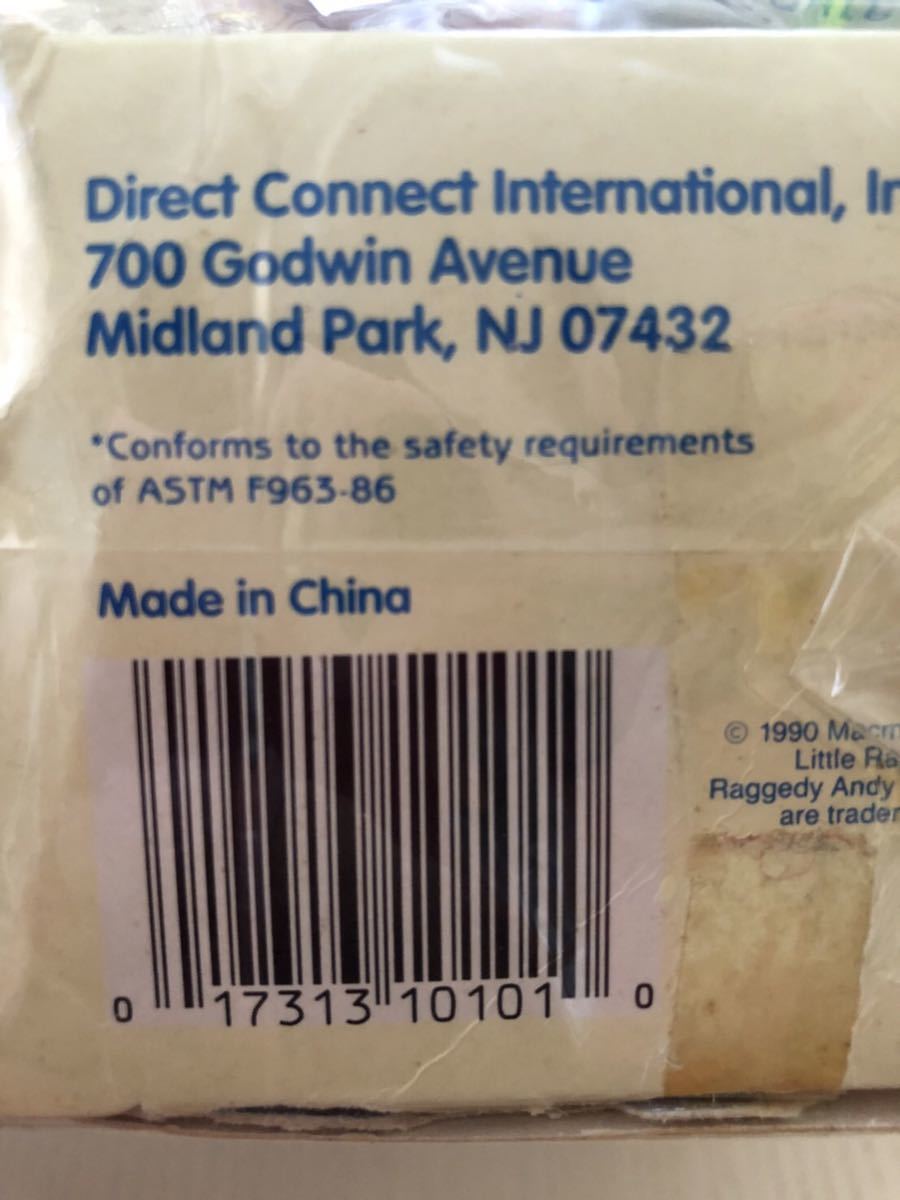 Direct Connect International,
700 Godwin Avenue
Midland Park, NJ 07432
*Conforms to the safety requirements
of ASTM F963-86
Made in China
© 1990
Little
Raggedy Andy
are
0 17313 10101 0